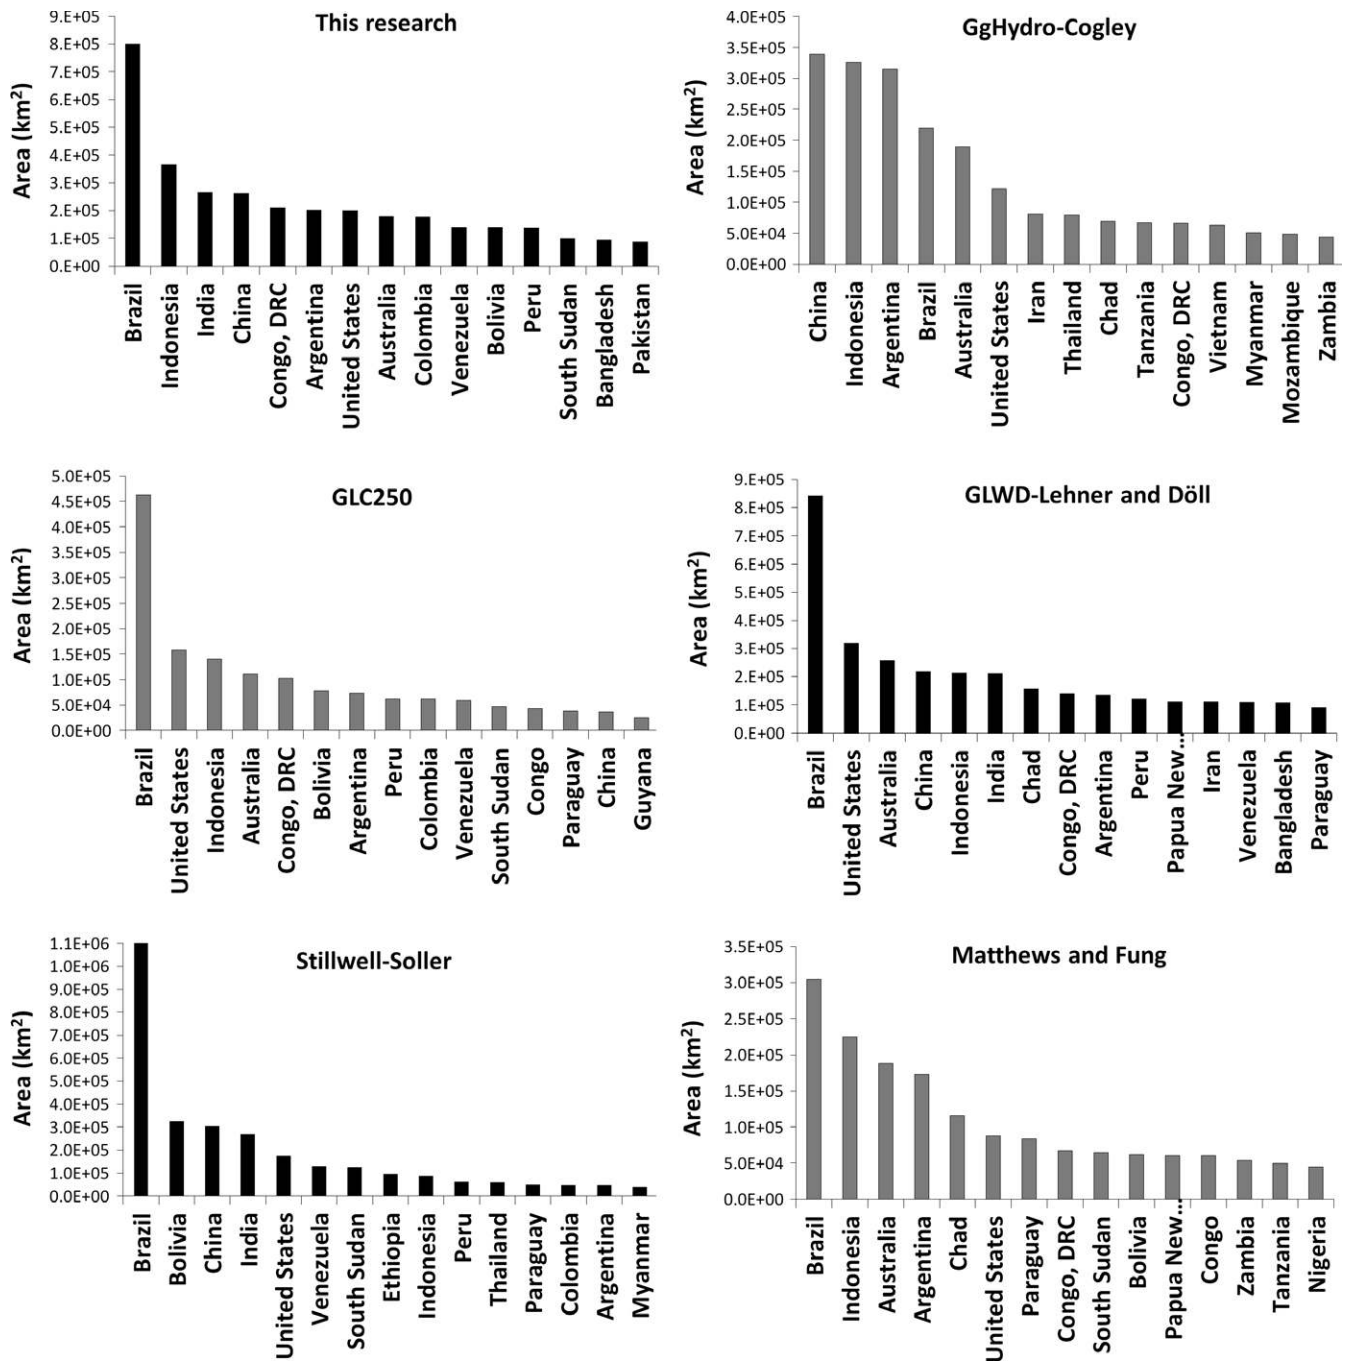 This research
Area (km²)
9.E+05
8.E+05
7.E+05
6.E+05
5.E+05
4.E+05
3.E+05
2.E+05
1.E+05
0.E+00
Brazil
Indonesia
India
China
Congo, DRC
Argentina
United States
Australia
Colombia
Venezuela
Bolivia
Peru
South Sudan
Bangladesh
Pakistan
GgHydro-Cogley
Area (km²)
4.0E+05
3.5E+05
3.0E+05
2.5E+05
2.0E+05
1.5E+05
1.0E+05
5.0E+04
0.0E+00
China
Indonesia
Argentina
Brazil
Australia
United States
Iran
Thailand
Chad
Tanzania
Congo, DRC
Vietnam
Myanmar
Mozambique
Zambia
GLC250
Area (km²)
5.0E+05
4.5E+05
4.0E+05
3.5E+05
3.0E+05
2.5E+05
2.0E+05
1.5E+05
1.0E+05
5.0E+04
0.0E+00
Brazil
United States
Indonesia
Australia
Congo, DRC
Bolivia
Argentina
Peru
Colombia
Venezuela
South Sudan
Congo
Paraguay
China
Guyana
GLWD-Lehner and Döll
Area (km²)
9.E+05
8.E+05
7.E+05
6.E+05
5.E+05
4.E+05
3.E+05
2.E+05
1.E+05
0.E+00
Brazil
United States
Australia
China
Indonesia
India
Chad
Congo, DRC
Argentina
Peru
Papua New...
Iran
Venezuela
Bangladesh
Paraguay
Stillwell-Soller
Area (km²)
1.1E+06
1.0E+06
9.0E+05
8.0E+05
7.0E+05
6.0E+05
5.0E+05
4.0E+05
3.0E+05
2.0E+05
1.0E+05
0.0E+00
Brazil
Bolivia
China
India
United States
Venezuela
South Sudan
Ethiopia
Indonesia
Peru
Thailand
Paraguay
Colombia
Argentina
Myanmar
Matthews and Fung
Area (km²)
3.5E+05
3.0E+05
2.5E+05
2.0E+05
1.5E+05
1.0E+05
5.0E+04
0.0E+00
Brazil
Indonesia
Australia
Argentina
Chad
United States
Paraguay
Congo, DRC
South Sudan
Bolivia
Papua New...
Congo
Zambia
Tanzania
Nigeria